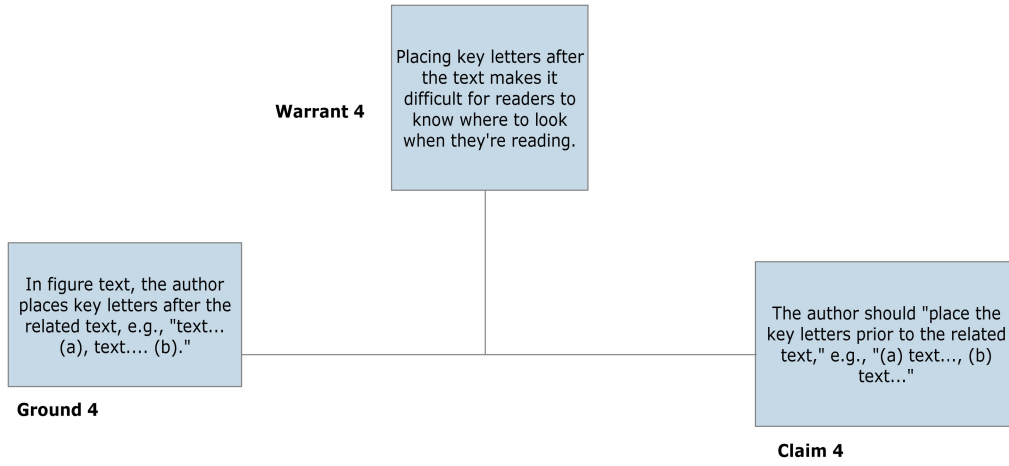 Placing key letters after
the text makes it
difficult for readers to
know where to look
when they're reading.
Warrant 4
In figure text, the author
places key letters after the
related text, e.g., "text...
(a), text.... (b)."
Ground 4
The author should "place the
key letters prior to the related
text," e.g., "(a) text..., (b)
text..."
Claim 4